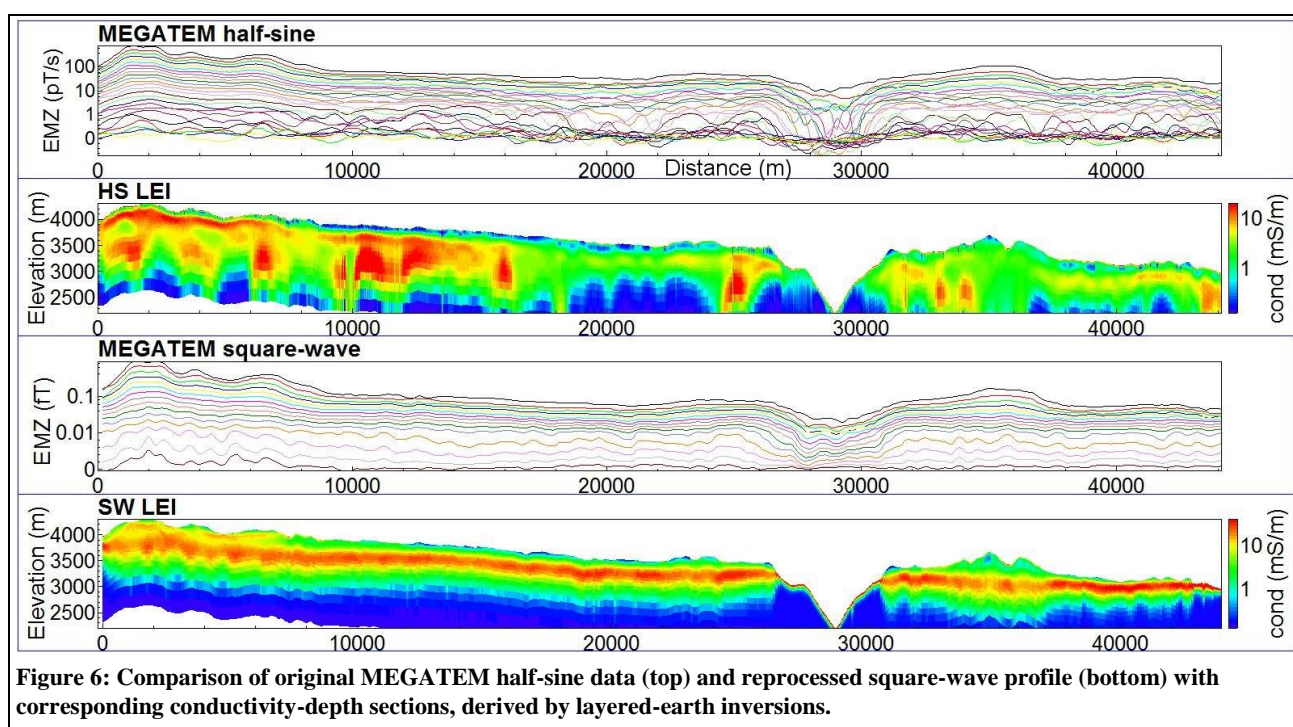 MEGATEM half-sine
EMZ (pT/s)
100
10
1
0
0 10000 20000 30000 40000
Distance (m)
HS LEI
Elevation (m)
4000
3500
3000
2500
0 10000 20000 30000 40000
10
1
cond (mS/m)
MEGATEM square-wave
EMZ (fT)
0.1
0.01
0
0 10000 20000 30000 40000
SW LEI
Elevation (m)
4000
3500
3000
2500
0 10000 20000 30000 40000
10
1
cond (mS/m)
Figure 6: Comparison of original MEGATEM half-sine data (top) and reprocessed square-wave profile (bottom) with
corresponding conductivity-depth sections, derived by layered-earth inversions.